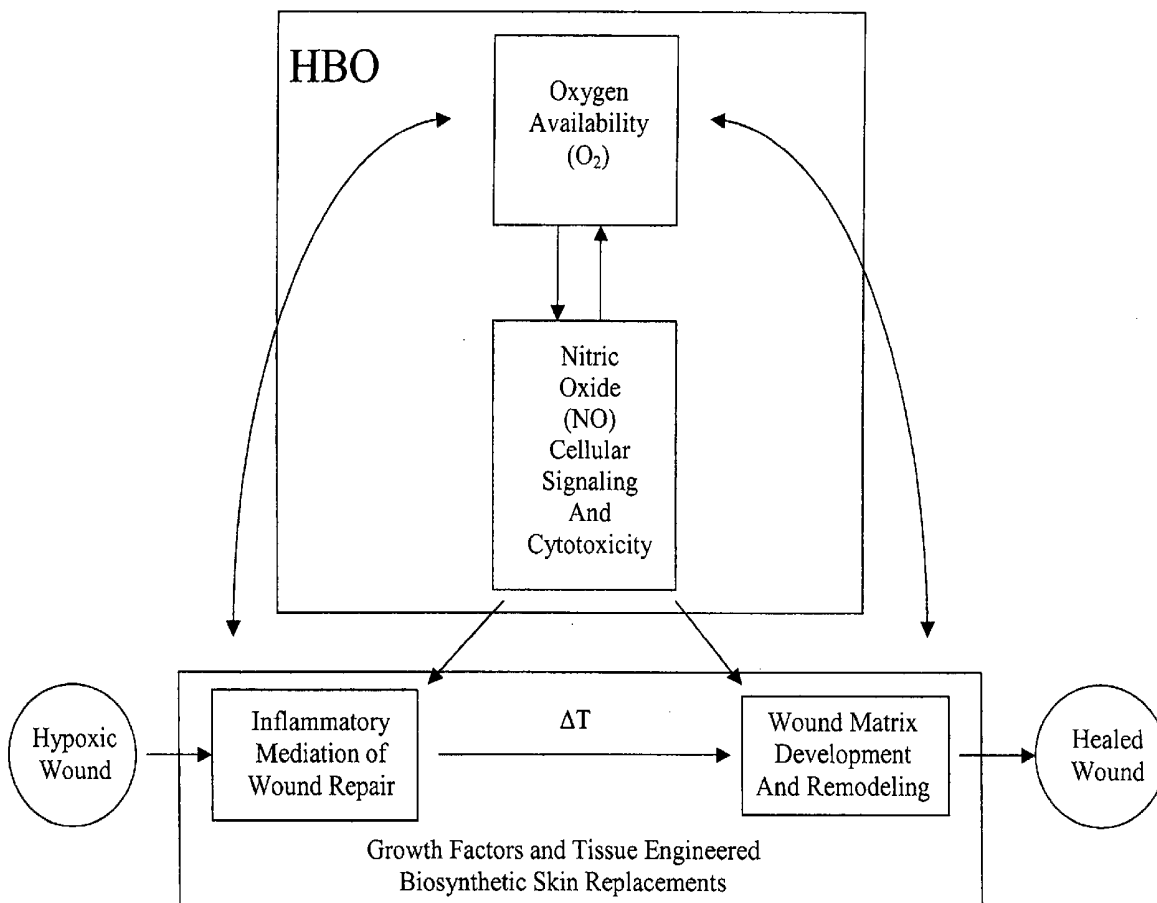 HBO
Oxygen
Availability
(O₂)
Nitric
Oxide
(NO)
Cellular
Signaling
And
Cytotoxicity
Hypoxic
Wound
Inflammatory
Mediation of
Wound Repair
ΔT
Wound Matrix
Development
And Remodeling
Healed
Wound
Growth Factors and Tissue Engineered
Biosynthetic Skin Replacements